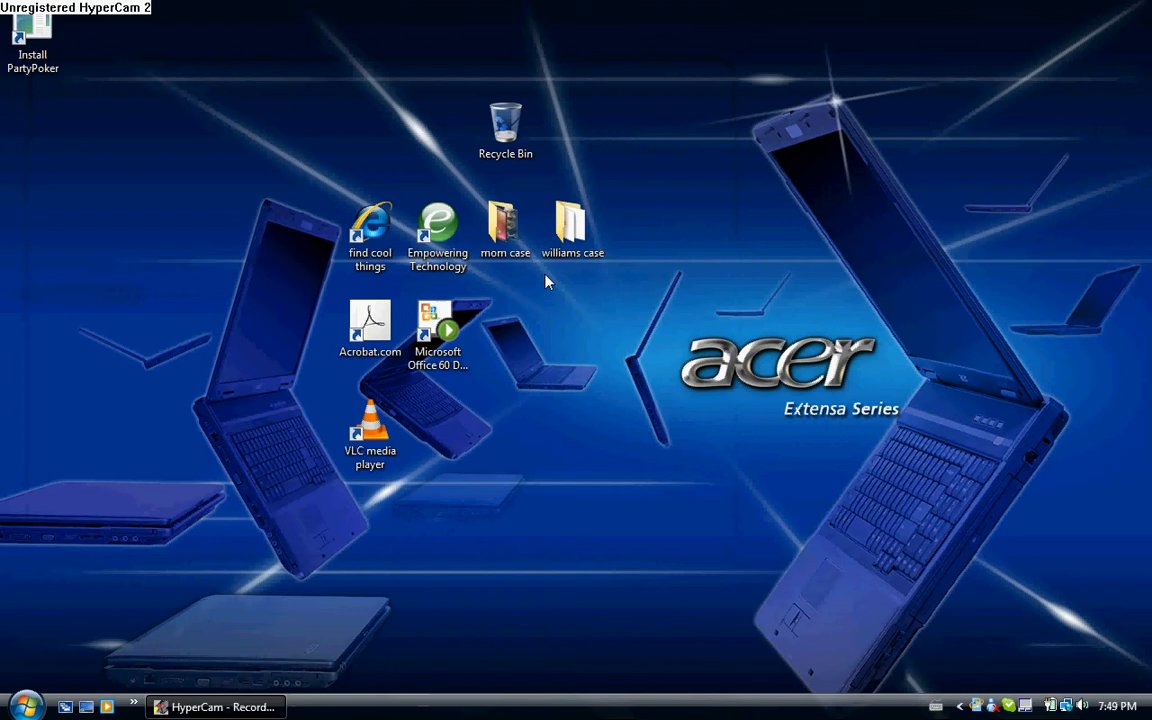 Unregistered HyperCam 2
Install
PartyPoker
Recycle Bin
find cool
things
Empowering
Technology
mom case
williams case
Acrobat.com
Microsoft
Office 60 D...
VLC media
player
acer
Extensa Series
HyperCam - Record...
7:49 PM